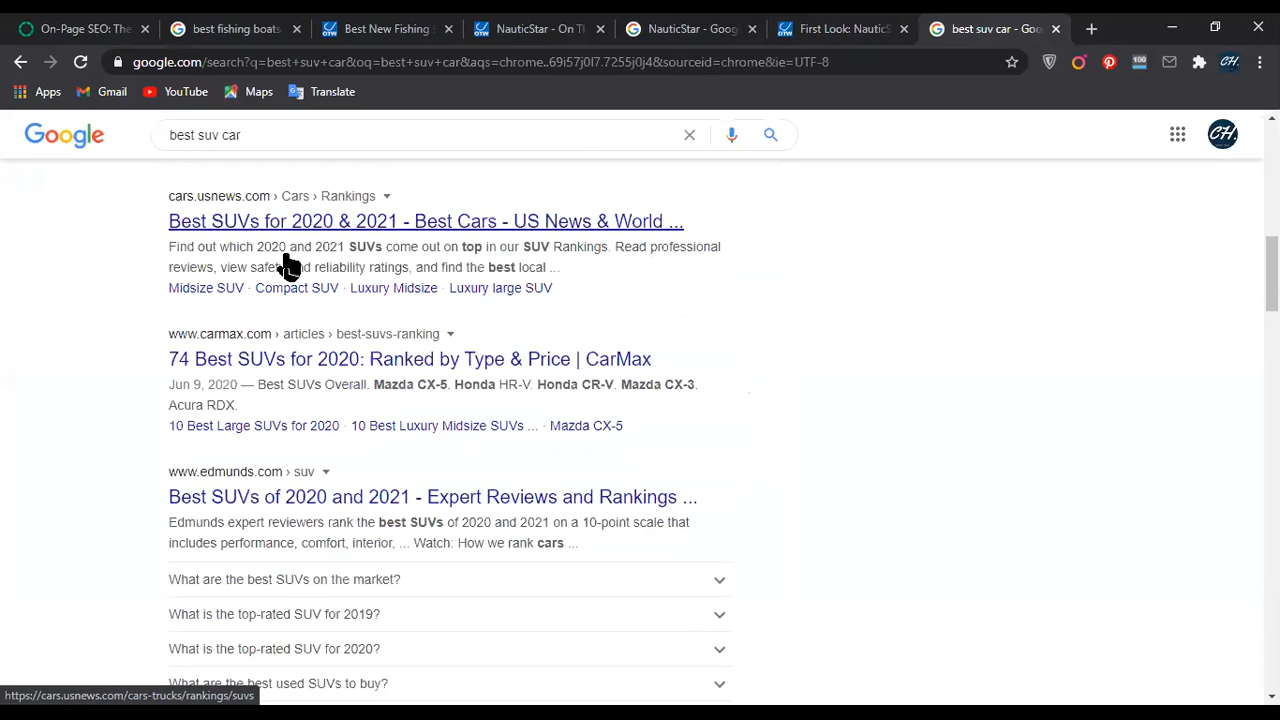 On-Page SEO: The
best fishing boats
Best New Fishing
NauticStar - On Th
NauticStar - Goog
First Look: Nautic
best suv car - Goo
google.com/search?q=best+suv+car&oq=best+suv+car&aqs=chrome..69i57j0l7.7255j0j4&sourceid=chrome&ie=UTF-8
100
CH.
Apps
Gmail
YouTube
Maps
Translate
Google
best suv car
CH.
cars.usnews.com › Cars › Rankings
Best SUVs for 2020 & 2021 - Best Cars - US News & World ...
Find out which 2020 and 2021 SUVs come out on top in our SUV Rankings. Read professional
reviews, view safety and reliability ratings, and find the best local ...
Midsize SUV · Compact SUV · Luxury Midsize · Luxury large SUV
www.carmax.com › articles › best-suvs-ranking
74 Best SUVs for 2020: Ranked by Type & Price | CarMax
Jun 9, 2020 — Best SUVs Overall. Mazda CX-5. Honda HR-V. Honda CR-V. Mazda CX-3.
Acura RDX.
10 Best Large SUVs for 2020 · 10 Best Luxury Midsize SUVs ... · Mazda CX-5
www.edmunds.com › suv
Best SUVs of 2020 and 2021 - Expert Reviews and Rankings ...
Edmunds expert reviewers rank the best SUVs of 2020 and 2021 on a 10-point scale that
includes performance, comfort, interior, ... Watch: How we rank cars ...
What are the best SUVs on the market?
What is the top-rated SUV for 2019?
What is the top-rated SUV for 2020?
What are the best used SUVs to buy?
https://cars.usnews.com/cars-trucks/rankings/suvs